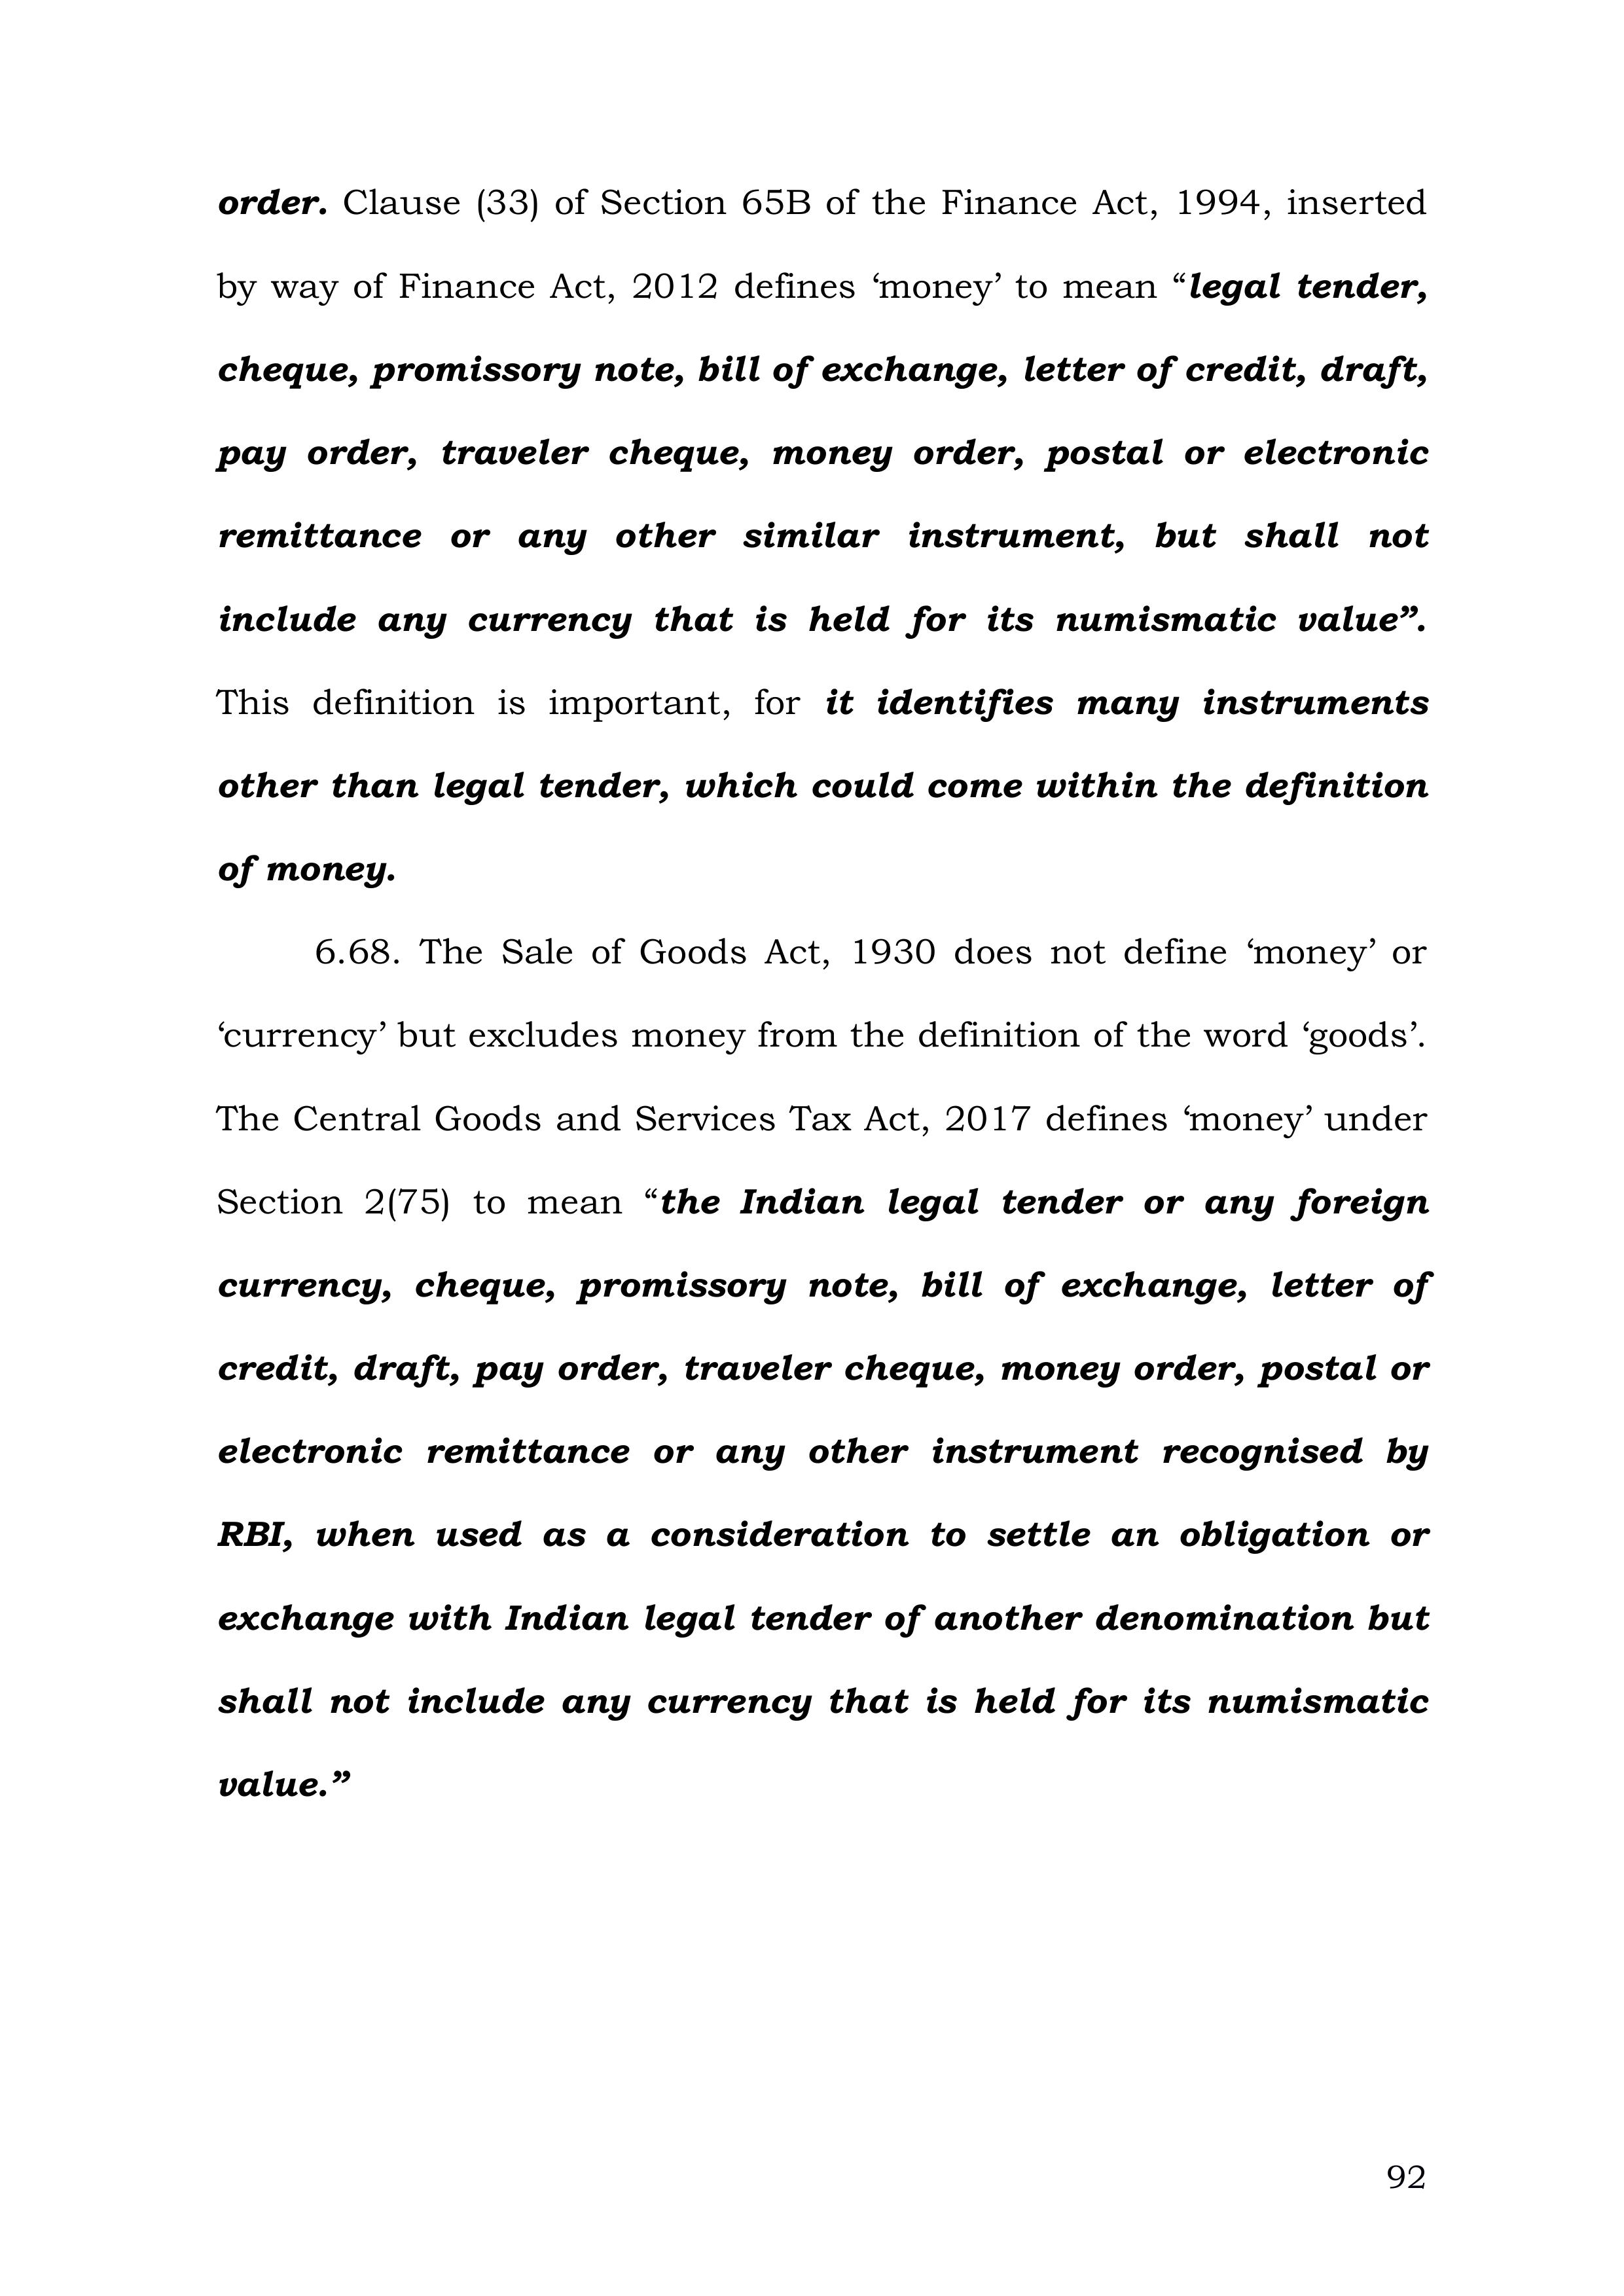 order. Clause (33) of Section 65B of the Finance Act, 1994, inserted
by way of Finance Act, 2012 defines ‘money’ to mean “legal tender,
cheque, promissory note, bill of exchange, letter of credit, draft,
pay order, traveler cheque, money order, postal or electronic
remittance or any other similar instrument, but shall not
include any currency that is held for its numismatic value”.
This definition is important, for it identifies many instruments
other than legal tender, which could come within the definition
of money.
6.68. The Sale of Goods Act, 1930 does not define ‘money’ or
‘currency’ but excludes money from the definition of the word ‘goods’.
The Central Goods and Services Tax Act, 2017 defines ‘money’ under
Section 2(75) to mean “the Indian legal tender or any foreign
currency, cheque, promissory note, bill of exchange, letter of
credit, draft, pay order, traveler cheque, money order, postal or
electronic remittance or any other instrument recognised by
RBI, when used as a consideration to settle an obligation or
exchange with Indian legal tender of another denomination but
shall not include any currency that is held for its numismatic
value.”
92